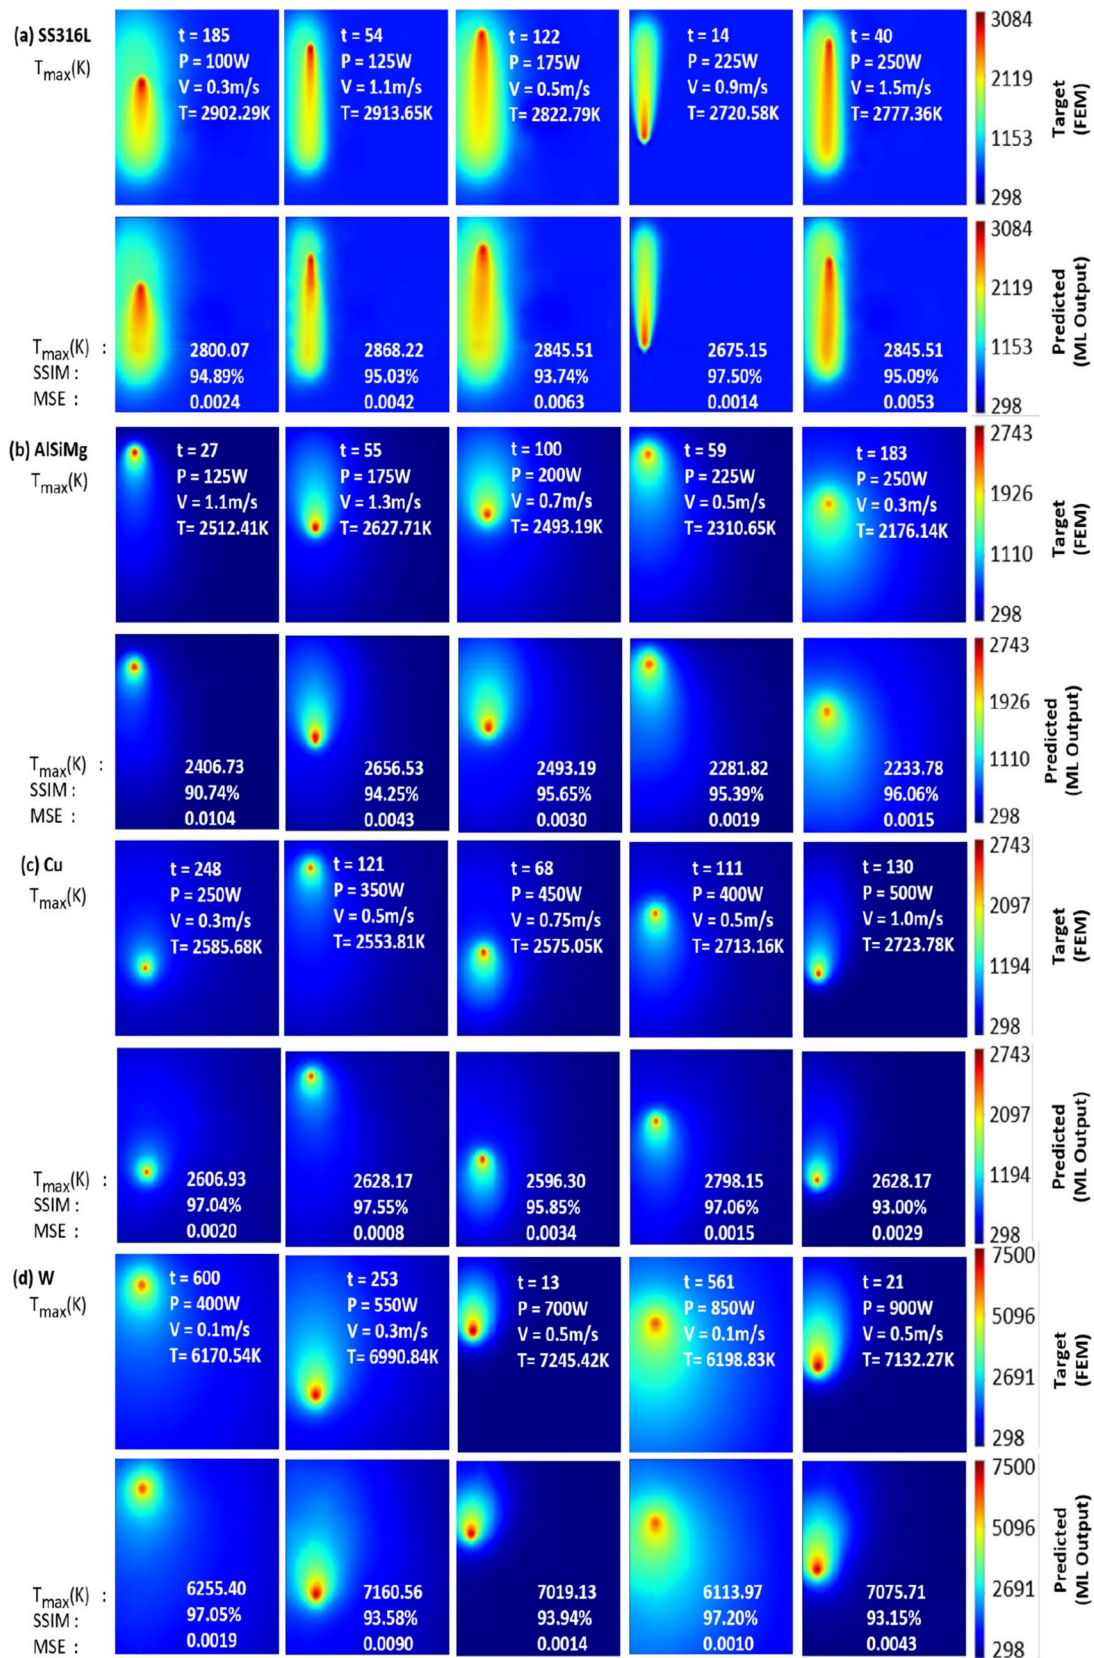 (a) SS316L
Tmax(K)
t = 185
P = 100W
V = 0.3m/s
T= 2902.29K
t = 54
P = 125W
V = 1.1m/s
T= 2913.65K
t = 122
P = 175W
V = 0.5m/s
T= 2822.79K
t = 14
P = 225W
V = 0.9m/s
T= 2720.58K
t = 40
P = 250W
V = 1.5m/s
T= 2777.36K
3084
2119
1153
298
Target
(FEM)
Tmax(K) :
SSIM :
MSE :
2800.07
94.89%
0.0024
2868.22
95.03%
0.0042
2845.51
93.74%
0.0063
2675.15
97.50%
0.0014
2845.51
95.09%
0.0053
3084
2119
1153
298
Predicted
(ML Output)
(b) AlSiMg
Tmax(K)
t = 27
P = 125W
V = 1.1m/s
T= 2512.41K
t = 55
P = 175W
V = 1.3m/s
T= 2627.71K
t = 100
P = 200W
V = 0.7m/s
T= 2493.19K
t = 59
P = 225W
V = 0.5m/s
T= 2310.65K
t = 183
P = 250W
V = 0.3m/s
T= 2176.14K
2743
1926
1110
298
Target
(FEM)
Tmax(K) :
SSIM :
MSE :
2406.73
90.74%
0.0104
2656.53
94.25%
0.0043
2493.19
95.65%
0.0030
2281.82
95.39%
0.0019
2233.78
96.06%
0.0015
2743
1926
1110
298
Predicted
(ML Output)
(c) Cu
Tmax(K)
t = 248
P = 250W
V = 0.3m/s
T= 2585.68K
t = 121
P = 350W
V = 0.5m/s
T= 2553.81K
t = 68
P = 450W
V = 0.75m/s
T= 2575.05K
t = 111
P = 400W
V = 0.5m/s
T= 2713.16K
t = 130
P = 500W
V = 1.0m/s
T= 2723.78K
2743
2097
1194
298
Target
(FEM)
Tmax(K) :
SSIM :
MSE :
2606.93
97.04%
0.0020
2628.17
97.55%
0.0008
2596.30
95.85%
0.0034
2798.15
97.06%
0.0015
2628.17
93.00%
0.0029
2743
2097
1194
298
Predicted
(ML Output)
(d) W
Tmax(K)
t = 600
P = 400W
V = 0.1m/s
T= 6170.54K
t = 253
P = 550W
V = 0.3m/s
T= 6990.84K
t = 13
P = 700W
V = 0.5m/s
T= 7245.42K
t = 561
P = 850W
V = 0.1m/s
T= 6198.83K
t = 21
P = 900W
V = 0.5m/s
T= 7132.27K
7500
5096
2691
298
Target
(FEM)
Tmax(K) :
SSIM :
MSE :
6255.40
97.05%
0.0019
7160.56
93.58%
0.0090
7019.13
93.94%
0.0014
6113.97
97.20%
0.0010
7075.71
93.15%
0.0043
7500
5096
2691
298
Predicted
(ML Output)